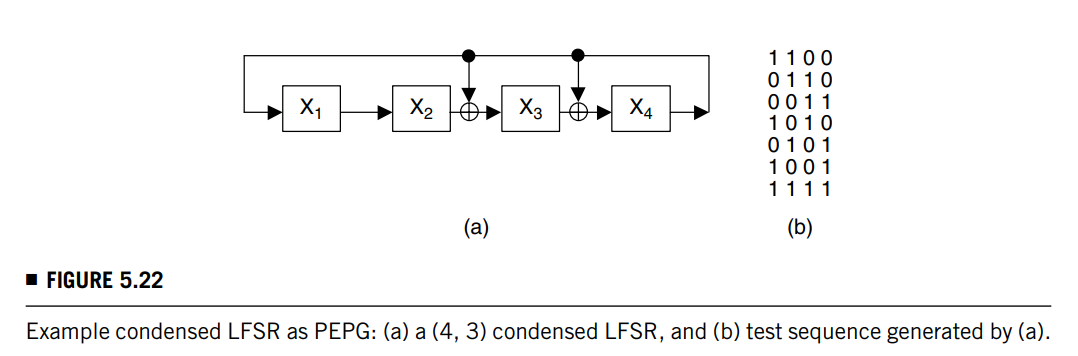 X1
X2
X3
X4
1 1 0 0
0 1 1 0
0 0 1 1
1 0 1 0
0 1 0 1
1 0 0 1
1 1 1 1
(a)
(b)
FIGURE 5.22
Example condensed LFSR as PEPG: (a) a (4, 3) condensed LFSR, and (b) test sequence generated by (a).